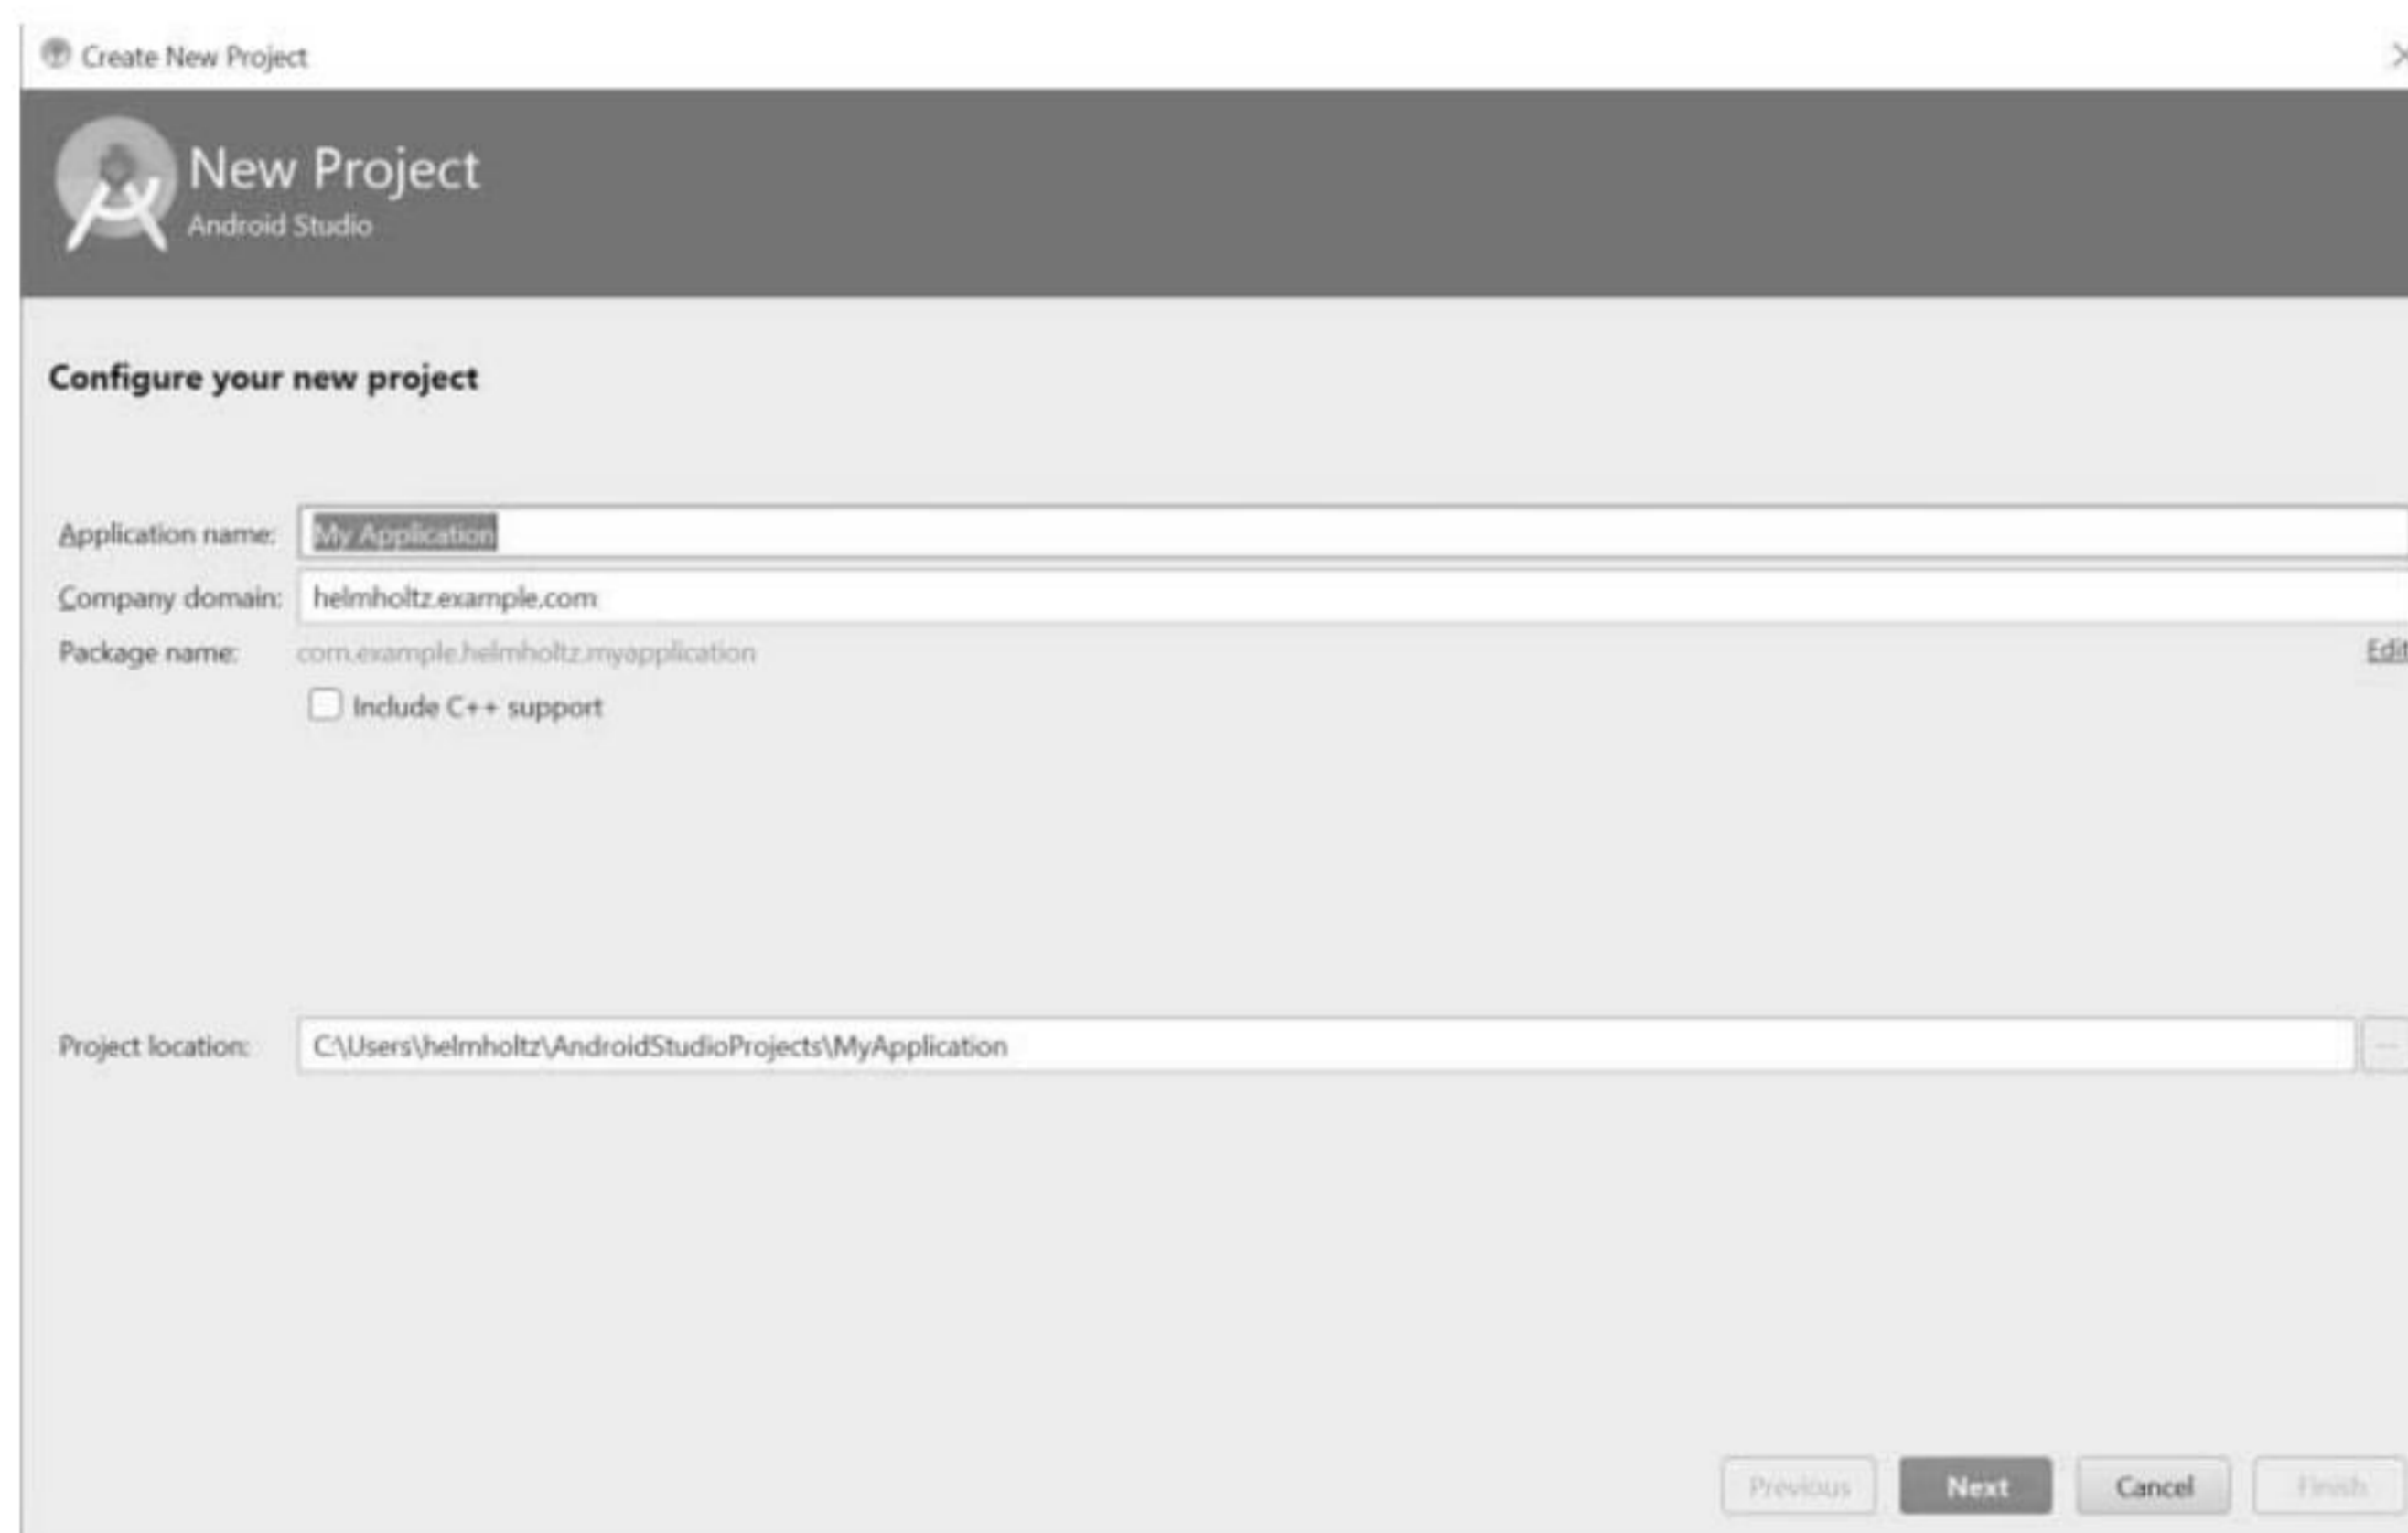 Create New Project
New Project
Android Studio
Configure your new project
Application name: My Application
Company domain: helmholtz.example.com
Package name: com.example.helmholtz.myapplication Edit
Include C++ support
Project location: C:\Users\helmholtz\AndroidStudioProjects\MyApplication ...
Previous Next Cancel Finish